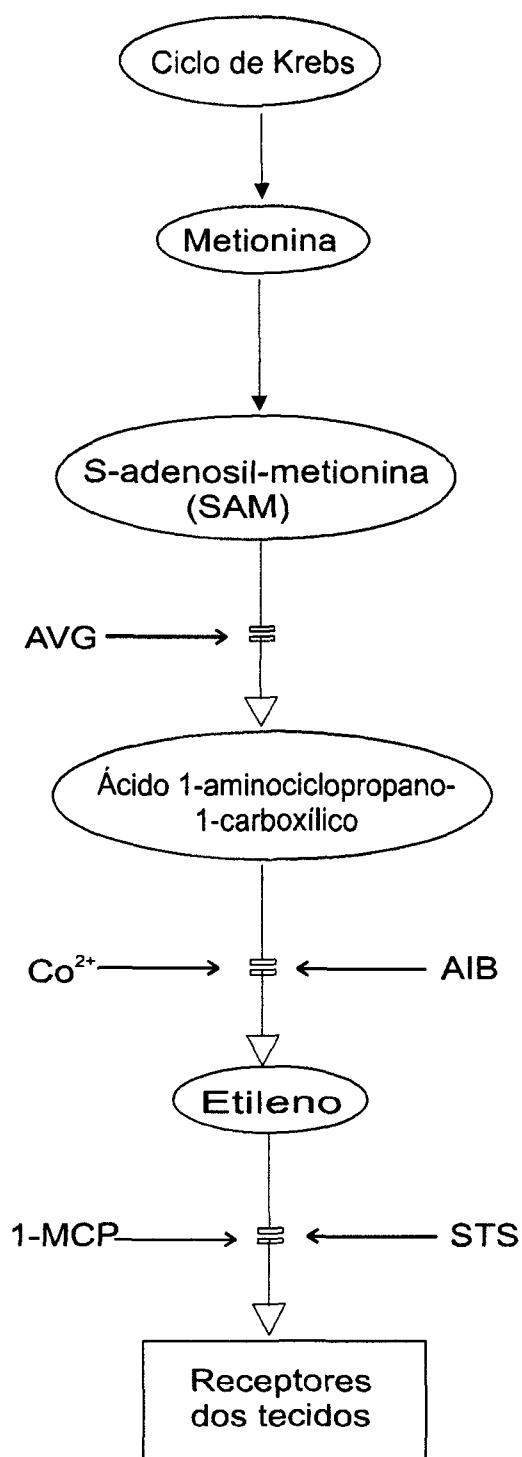 Ciclo de Krebs
Metionina
S-adenosil-metionina
(SAM)
AVG
Ácido 1-aminociclopropano-
1-carboxílico
Co²⁺
AIB
Etileno
1-MCP
STS
Receptores
dos tecidos